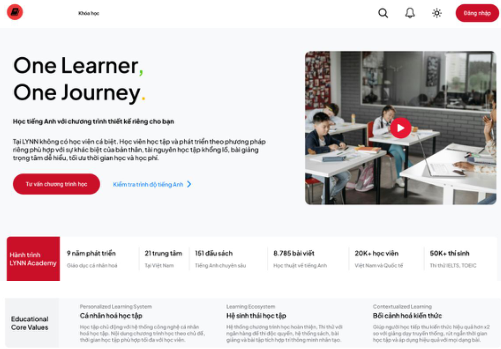 Khóa học
Đăng nhập
One Learner,
One Journey.
Học tiếng Anh với chương trình thiết kế riêng cho bạn
Tại LYNN không có học viên cá biệt. Học viên học tập và phát triển theo phương pháp
riêng phù hợp với sự khác biệt của bản thân, tài nguyên học tập khổng lồ, bài giảng
trọng tâm dễ hiểu, tối ưu thời gian học và học phí.
Tư vấn chương trình học
Kiểm tra trình độ tiếng Anh
Hành trình
LYNN Academy
9 năm phát triển
Giáo dục cá nhân hoá
21 trung tâm
Tại Việt Nam
151 đầu sách
Tiếng Anh chuyên sâu
8.785 bài viết
Học thuật về tiếng Anh
20K+ học viên
Việt Nam và Quốc tế
50K+ thí sinh
Thi thử IELTS, TOEIC
Educational
Core Values
Personalized Learning System
Cá nhân hoá học tập
Học tập chủ động với hệ thống công nghệ cá nhân
hoá học tập. Nội dung chương trình học theo chủ đề,
thời gian học tập phù hợp tối đa với học viên.
Learning Ecosystem
Hệ sinh thái học tập
Hệ thống chương trình học hoàn thiện. Thi thử với
ngân hàng đề thi độc quyền, hệ thống sách, bài
giảng và bài tập tích hợp trí thông minh nhân tạo.
Contextualized Learning
Bối cảnh hoá kiến thức
Giúp người học tiếp thu kiến thức hiệu quả hơn x2
so với giảng dạy truyền thống, rút ngắn thời gian
học tập và áp dụng hiệu quả với mọi bài thi.